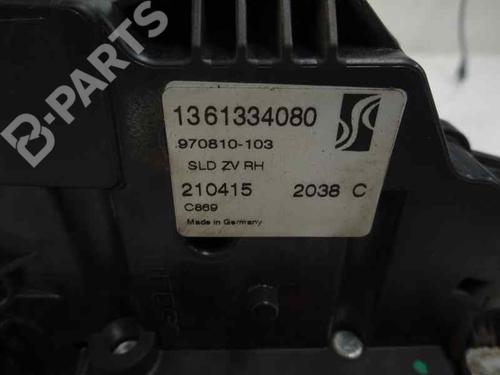 B-PARTS
1361334080
970810-103
SLD ZV RH
210415 2038 C
C869
Made in Germany